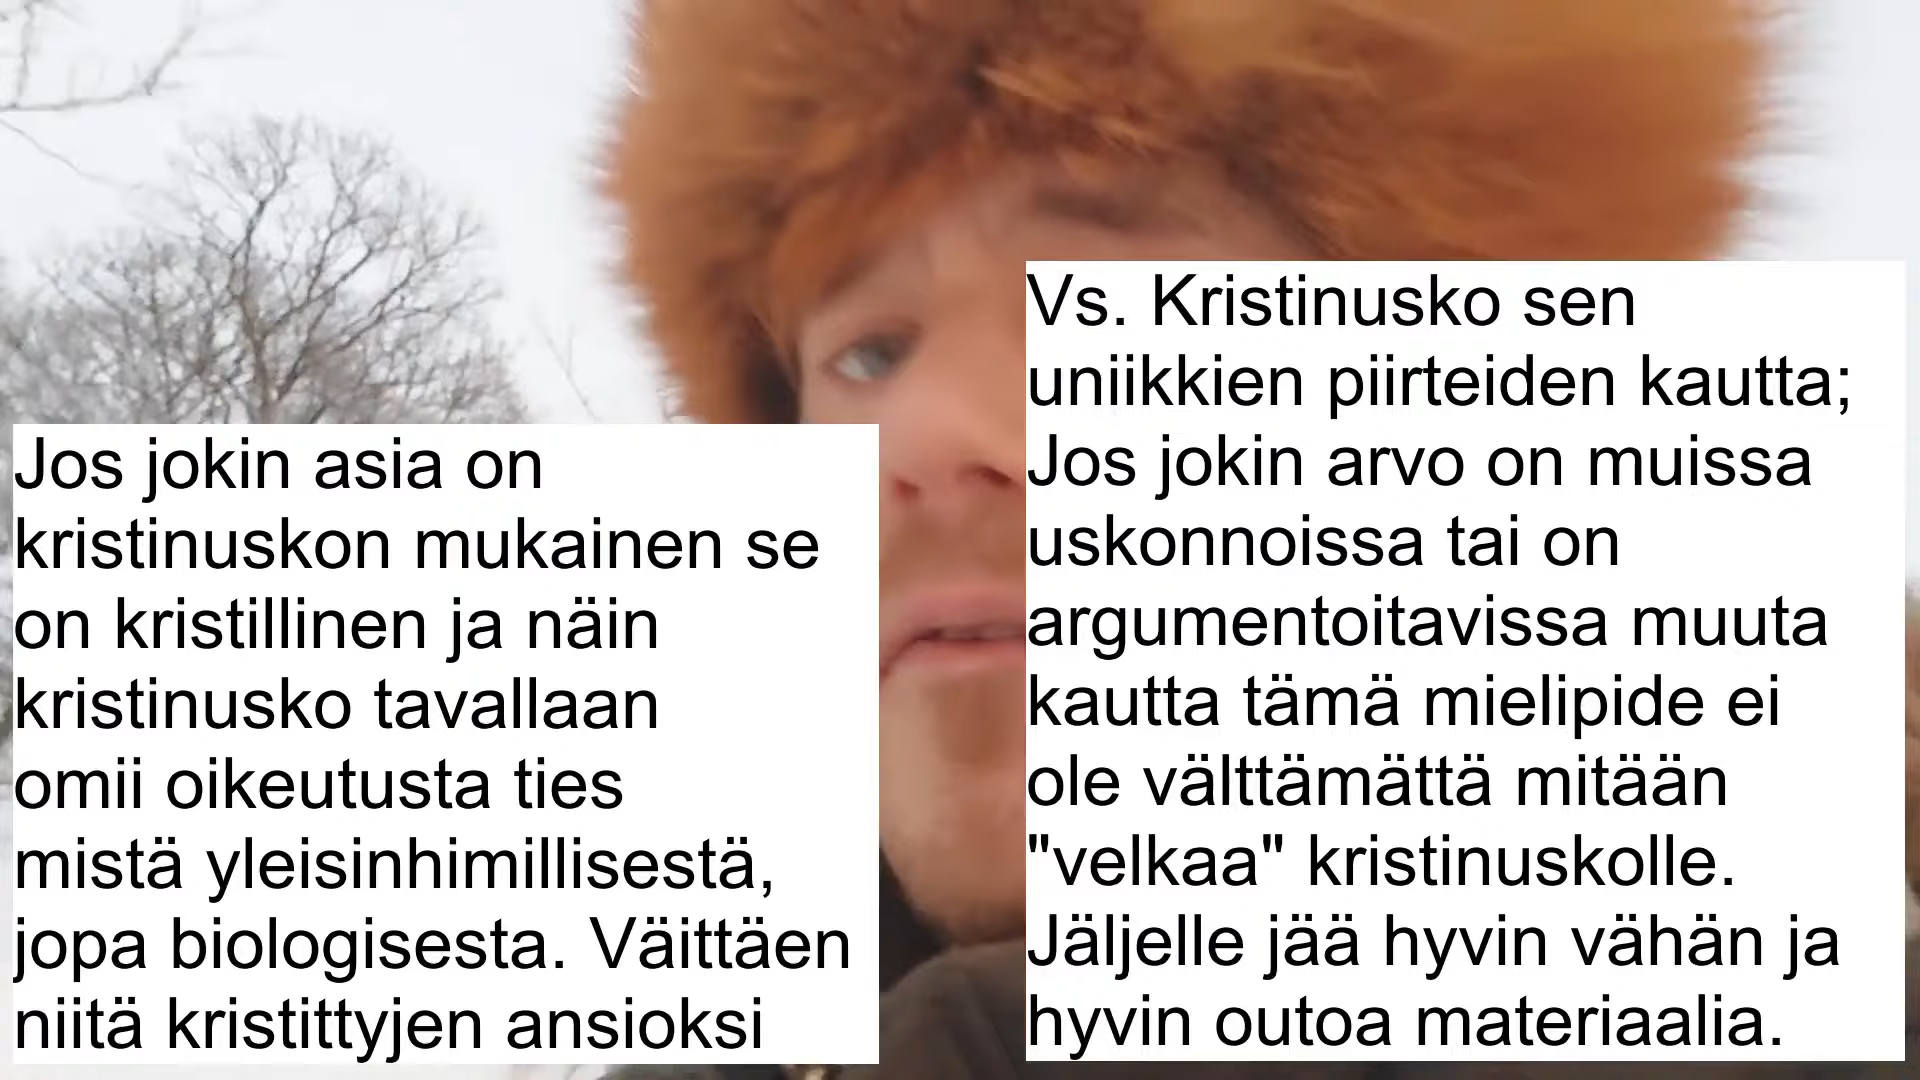 Jos jokin asia on
kristinuskon mukainen se
on kristillinen ja näin
kristinusko tavallaan
omii oikeutusta ties
mistä yleisinhimillisestä,
jopa biologisesta. Väittäen
niitä kristittyjen ansioksi
Vs. Kristinusko sen
uniikkien piirteiden kautta;
Jos jokin arvo on muissa
uskonnoissa tai on
argumentoitavissa muuta
kautta tämä mielipide ei
ole välttämättä mitään
"velkaa" kristinuskolle.
Jäljelle jää hyvin vähän ja
hyvin outoa materiaalia.